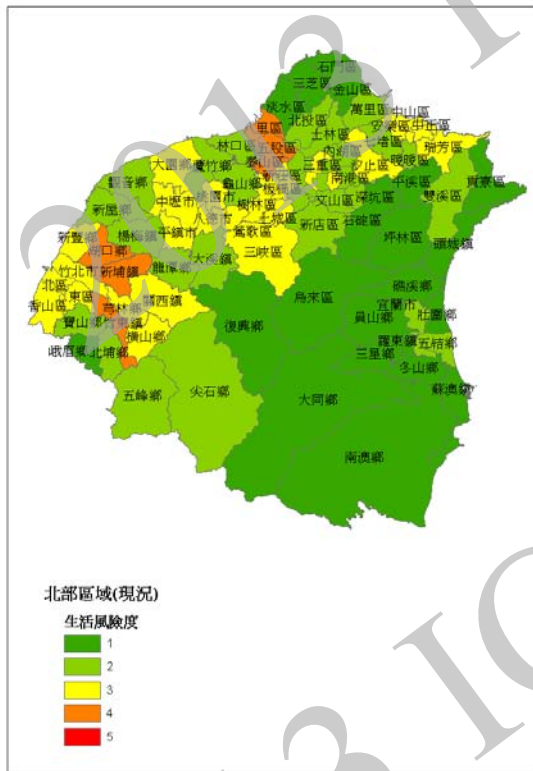 石門區
三芝區
金山區
淡水區
北投區
萬里區
中山區
里區
士林區
安樂區
中正區
林口區
五股區
內湖區
七堵區
瑞芳區
大園鄉
蘆竹鄉
泰山區
三重區
汐止區
暖暖區
新莊區
觀音鄉
龜山鄉
板橋區
南港區
平溪區
貢寮區
桃園市
中壢市
樹林區
文山區
深坑區
雙溪區
新屋鄉
八德市
土城區
新店區
石碇區
楊梅鎮
平鎮市
鶯歌區
坪林區
頭城鎮
新豐鄉
湖口鄉
大溪鎮
三峽區
龍潭鄉
竹北市
新埔鎮
烏來區
礁溪鄉
北區
關西鎮
宜蘭市
東區
芎林鄉
壯圍鄉
香山區
員山鄉
寶山鄉
竹東鎮
復興鄉
橫山鄉
羅東鎮
五結鄉
峨眉鄉
北埔鄉
三星鄉
冬山鄉
五峰鄉
尖石鄉
大同鄉
蘇澳鎮
南澳鄉
北部區域(現況)
生活風險度
1
2
3
4
5